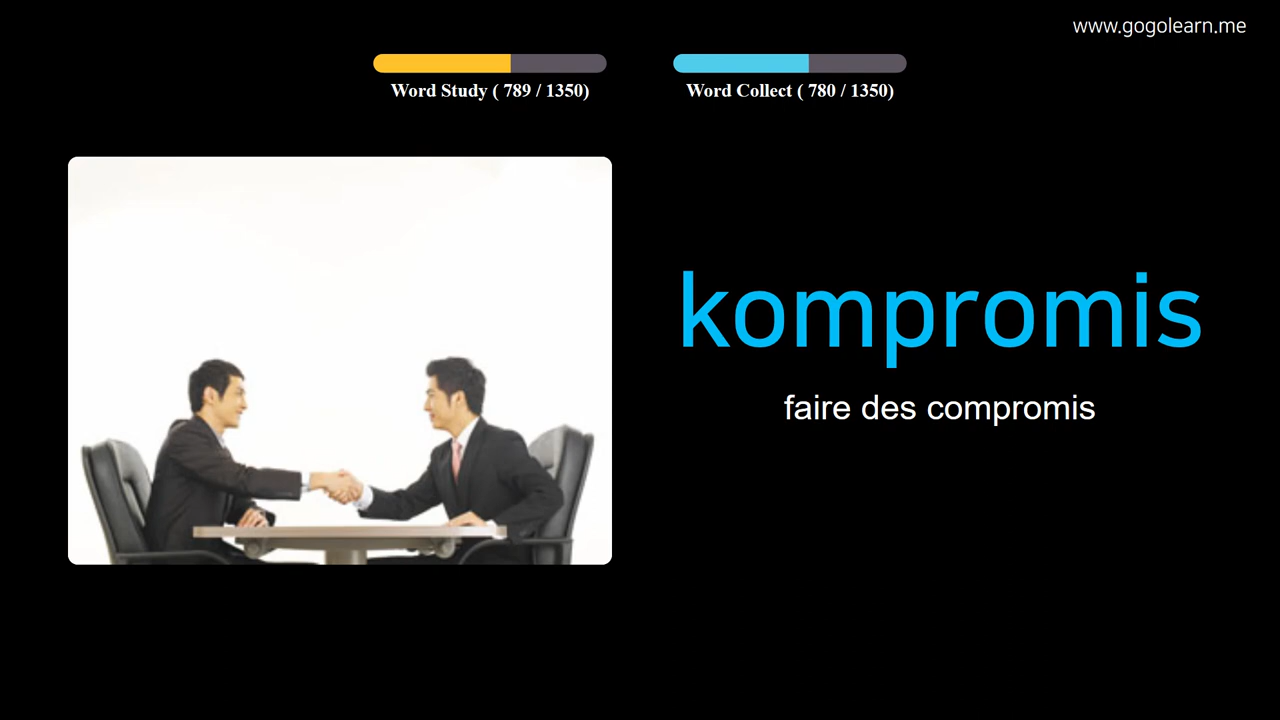 www.gogolearn.me
Word Study ( 789 / 1350)
Word Collect ( 780 / 1350)
kompromis
faire des compromis